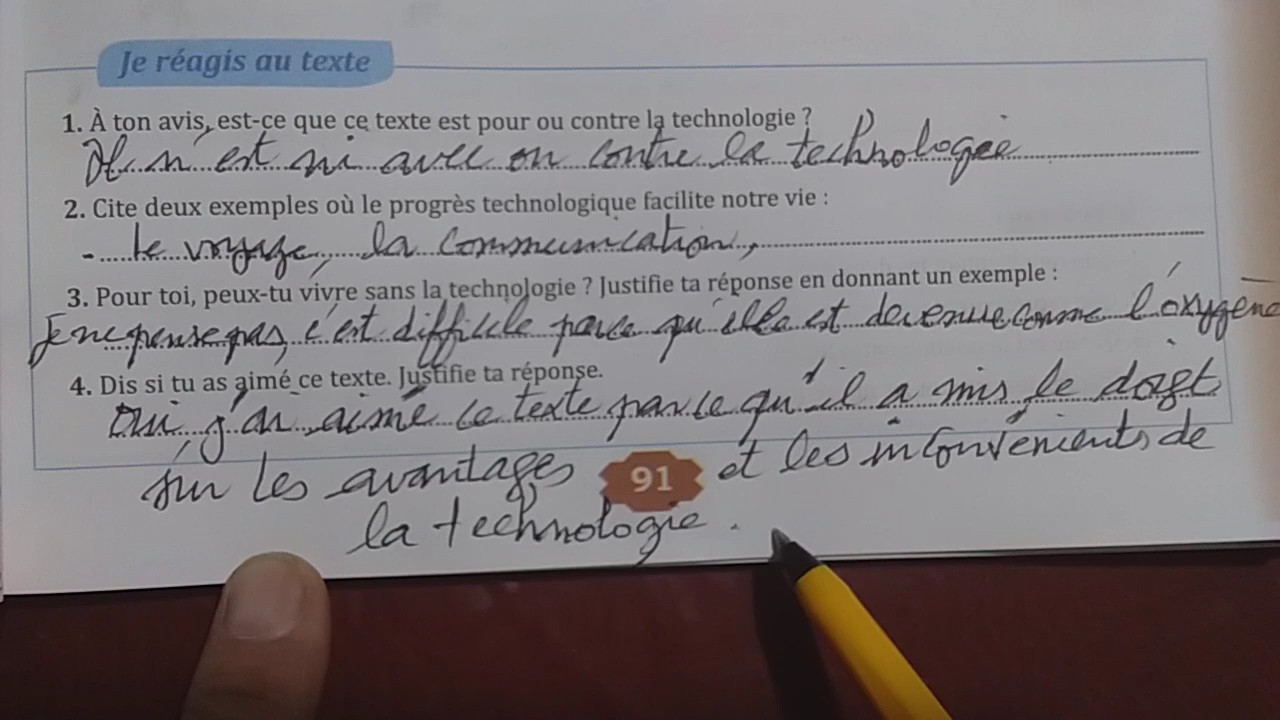 Je réagis au texte
1. À ton avis, est-ce que ce texte est pour ou contre la technologie ?
Il n'est ni avec ou contre la technologie
2. Cite deux exemples où le progrès technologique facilite notre vie :
- le voyage, la communication,
3. Pour toi, peux-tu vivre sans la technologie ? Justifie ta réponse en donnant un exemple :
Je ne pense pas, c'est difficile parce qu'elle est devenue comme l'oxygène
4. Dis si tu as aimé ce texte. Justifie ta réponse.
Oui, j'ai aimé ce texte parce qu'il a mis le doigt
sur les avantages et les inconvénients de
91
la technologie.